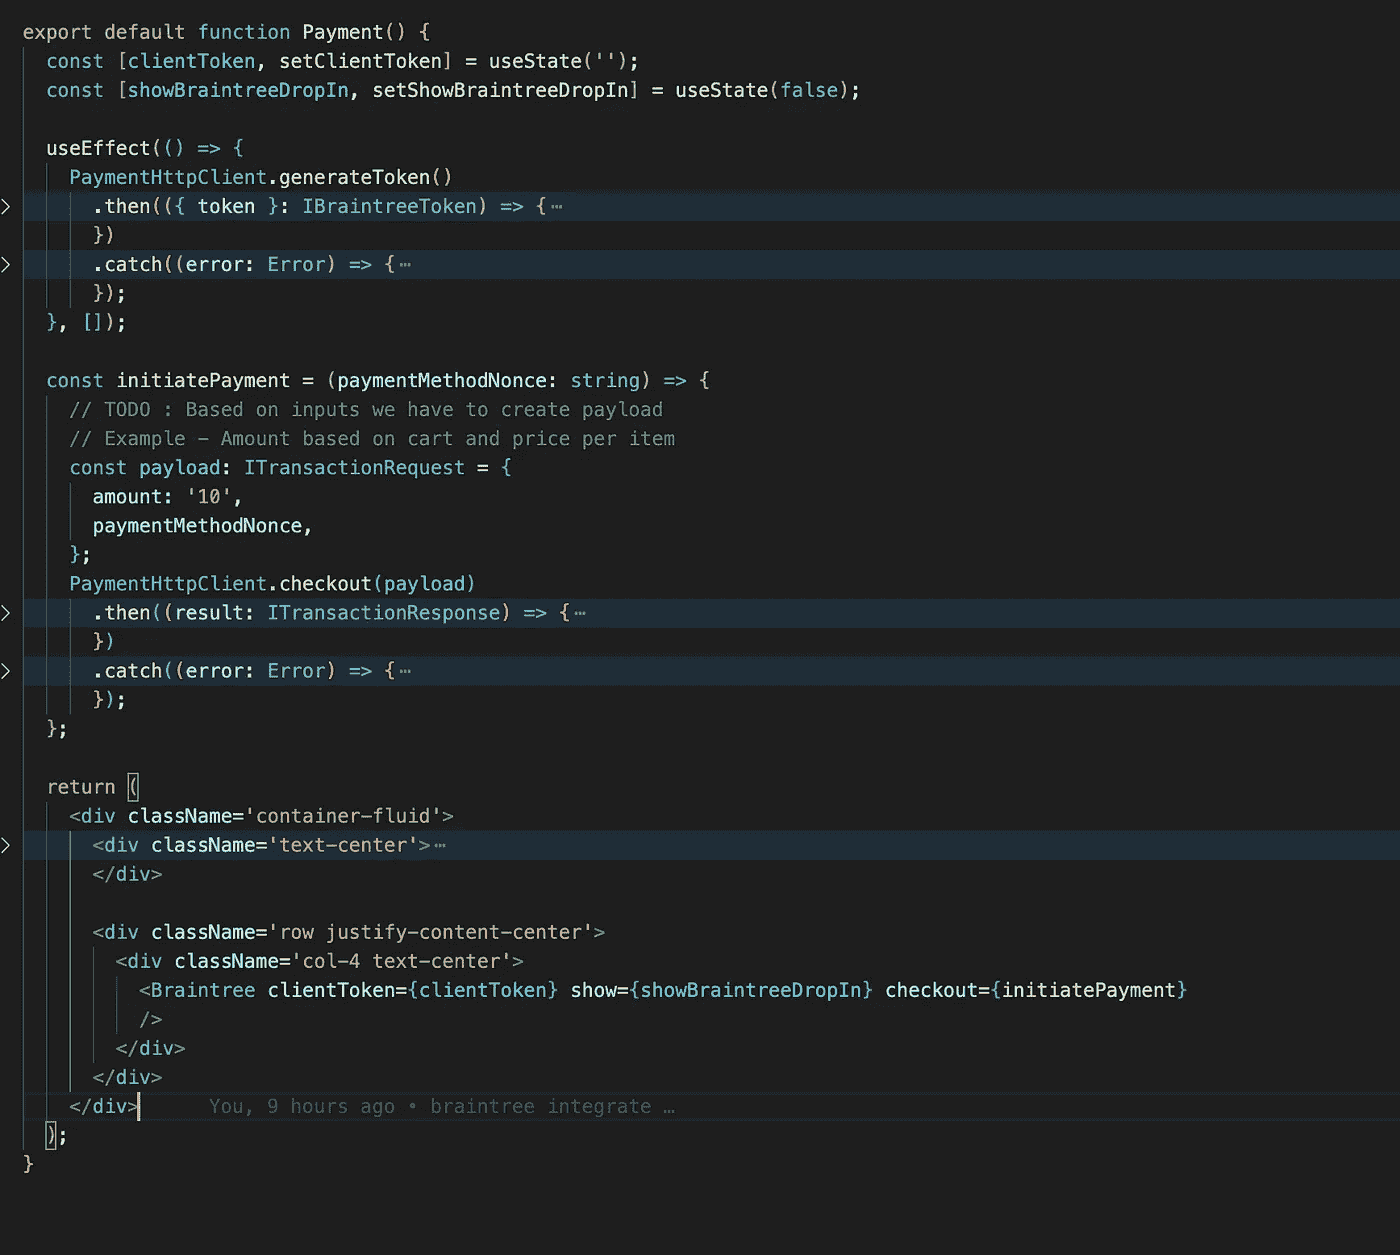 export default function Payment() {
const [clientToken, setClientToken] = useState('');
const [showBraintreeDropIn, setShowBraintreeDropIn] = useState(false);
useEffect(() => {
PaymentHttpClient.generateToken()
.then(({ token }: IBraintreeToken) => {⋯
})
.catch((error: Error) => {⋯
});
}, []);
const initiatePayment = (paymentMethodNonce: string) => {
// TODO : Based on inputs we have to create payload
// Example – Amount based on cart and price per item
const payload: ITransactionRequest = {
amount: '10',
paymentMethodNonce,
};
PaymentHttpClient.checkout(payload)
.then((result: ITransactionResponse) => {⋯
})
.catch((error: Error) => {⋯
});
};
return (
<div className='container-fluid'>
<div className='text-center'>⋯
</div>
<div className='row justify-content-center'>
<div className='col-4 text-center'>
<Braintree clientToken={clientToken} show={showBraintreeDropIn} checkout={initiatePayment}
/>
</div>
</div>
</div> You, 9 hours ago • braintree integrate …
);
}